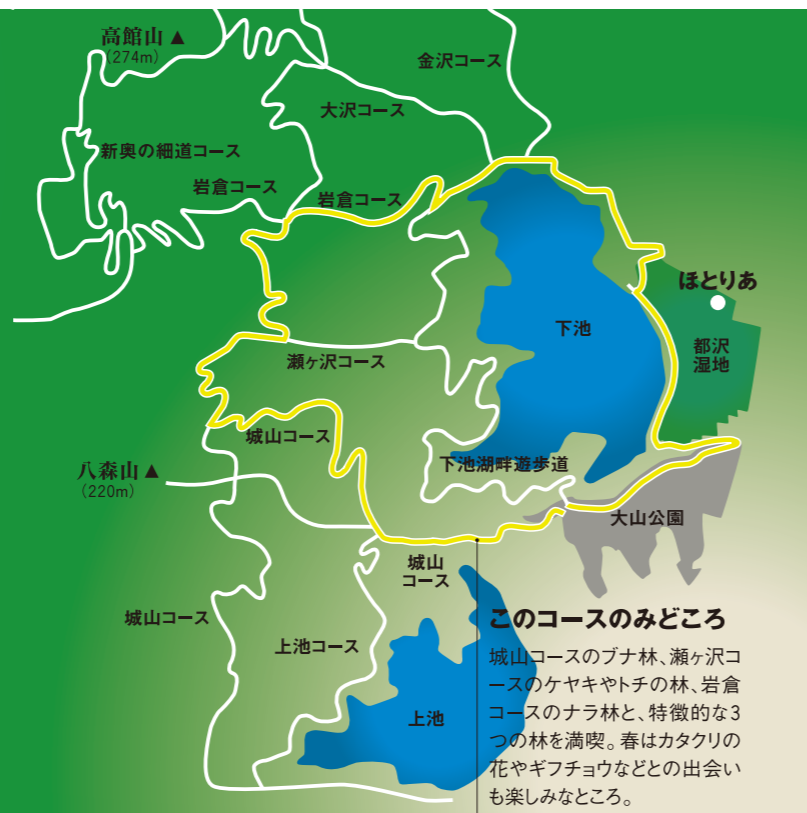 高館山▲
(274m)
金沢コース
大沢コース
新奥の細道コース
岩倉コース
岩倉コース
ほとりあ
下池
都沢
湿地
瀬ヶ沢コース
城山コース
下池湖畔遊歩道
八森山▲
(220m)
大山公園
城山
コース
城山コース
上池コース
上池
このコースのみどころ
城山コースのブナ林、瀬ヶ沢コ
ースのケヤキやトチの林、岩倉
コースのナラ林と、特徴的な3
つの林を満喫。春はカタクリの
花やギフチョウなどとの出会い
も楽しみなところ。